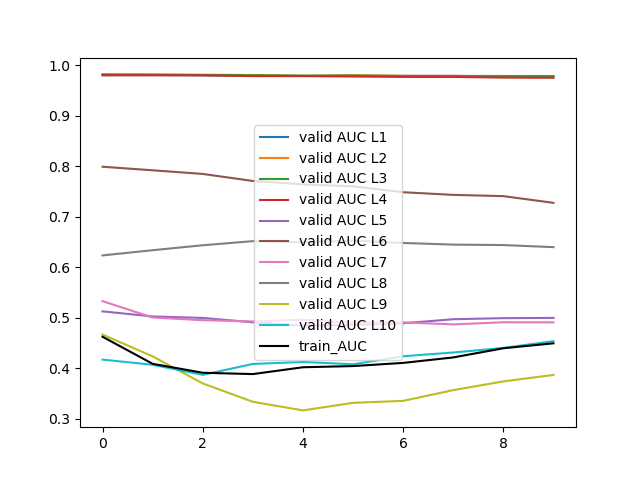 1.0
0.9
0.8
0.7
0.6
0.5
0.4
0.3
valid AUC L1
valid AUC L2
valid AUC L3
valid AUC L4
valid AUC L5
valid AUC L6
valid AUC L7
valid AUC L8
valid AUC L9
valid AUC L10
train_AUC
0 2 4 6 8